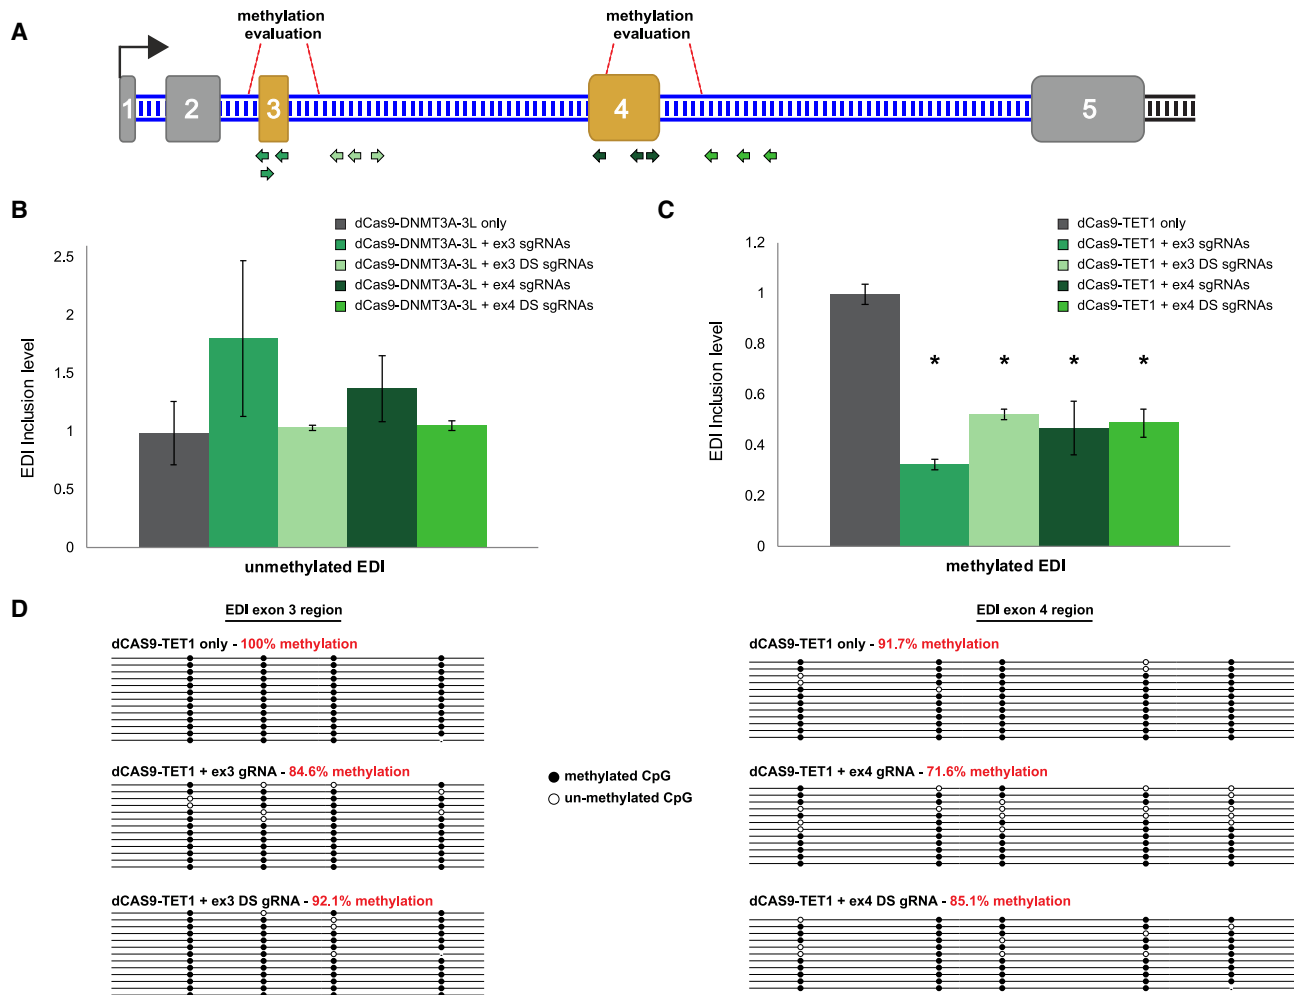 A
methylation
evaluation
methylation
evaluation
1
2
3
4
5
B
dCas9-DNMT3A-3L only
dCas9-DNMT3A-3L + ex3 sgRNAs
dCas9-DNMT3A-3L + ex3 DS sgRNAs
dCas9-DNMT3A-3L + ex4 sgRNAs
dCas9-DNMT3A-3L + ex4 DS sgRNAs
EDI Inclusion level
2.5
2
1.5
1
0.5
0
unmethylated EDI
C
dCas9-TET1 only
dCas9-TET1 + ex3 sgRNAs
dCas9-TET1 + ex3 DS sgRNAs
dCas9-TET1 + ex4 sgRNAs
dCas9-TET1 + ex4 DS sgRNAs
EDI Inclusion level
1.2
1
0.8
0.6
0.4
0.2
0
* * * *
methylated EDI
D
EDI exon 3 region
dCAS9-TET1 only - 100% methylation
dCAS9-TET1 + ex3 gRNA - 84.6% methylation
dCAS9-TET1 + ex3 DS gRNA - 92.1% methylation
methylated CpG
un-methylated CpG
EDI exon 4 region
dCAS9-TET1 only - 91.7% methylation
dCAS9-TET1 + ex4 gRNA - 71.6% methylation
dCAS9-TET1 + ex4 DS gRNA - 85.1% methylation